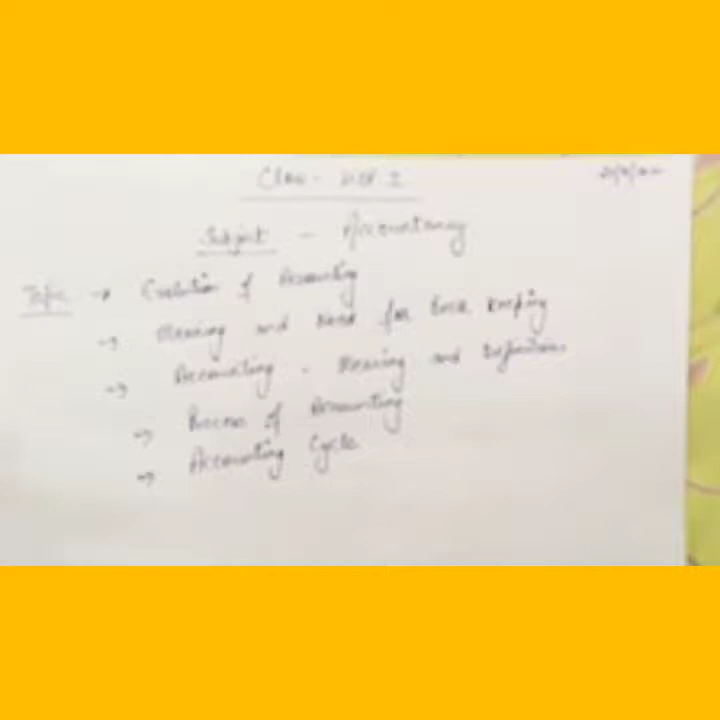 Class -
Subject - Accountancy
Topic → Evolution of Accounting
→ Meaning and Need for Book Keeping
→ Accounting - Meaning and Definition
→ Process of Accounting
→ Accounting Cycle